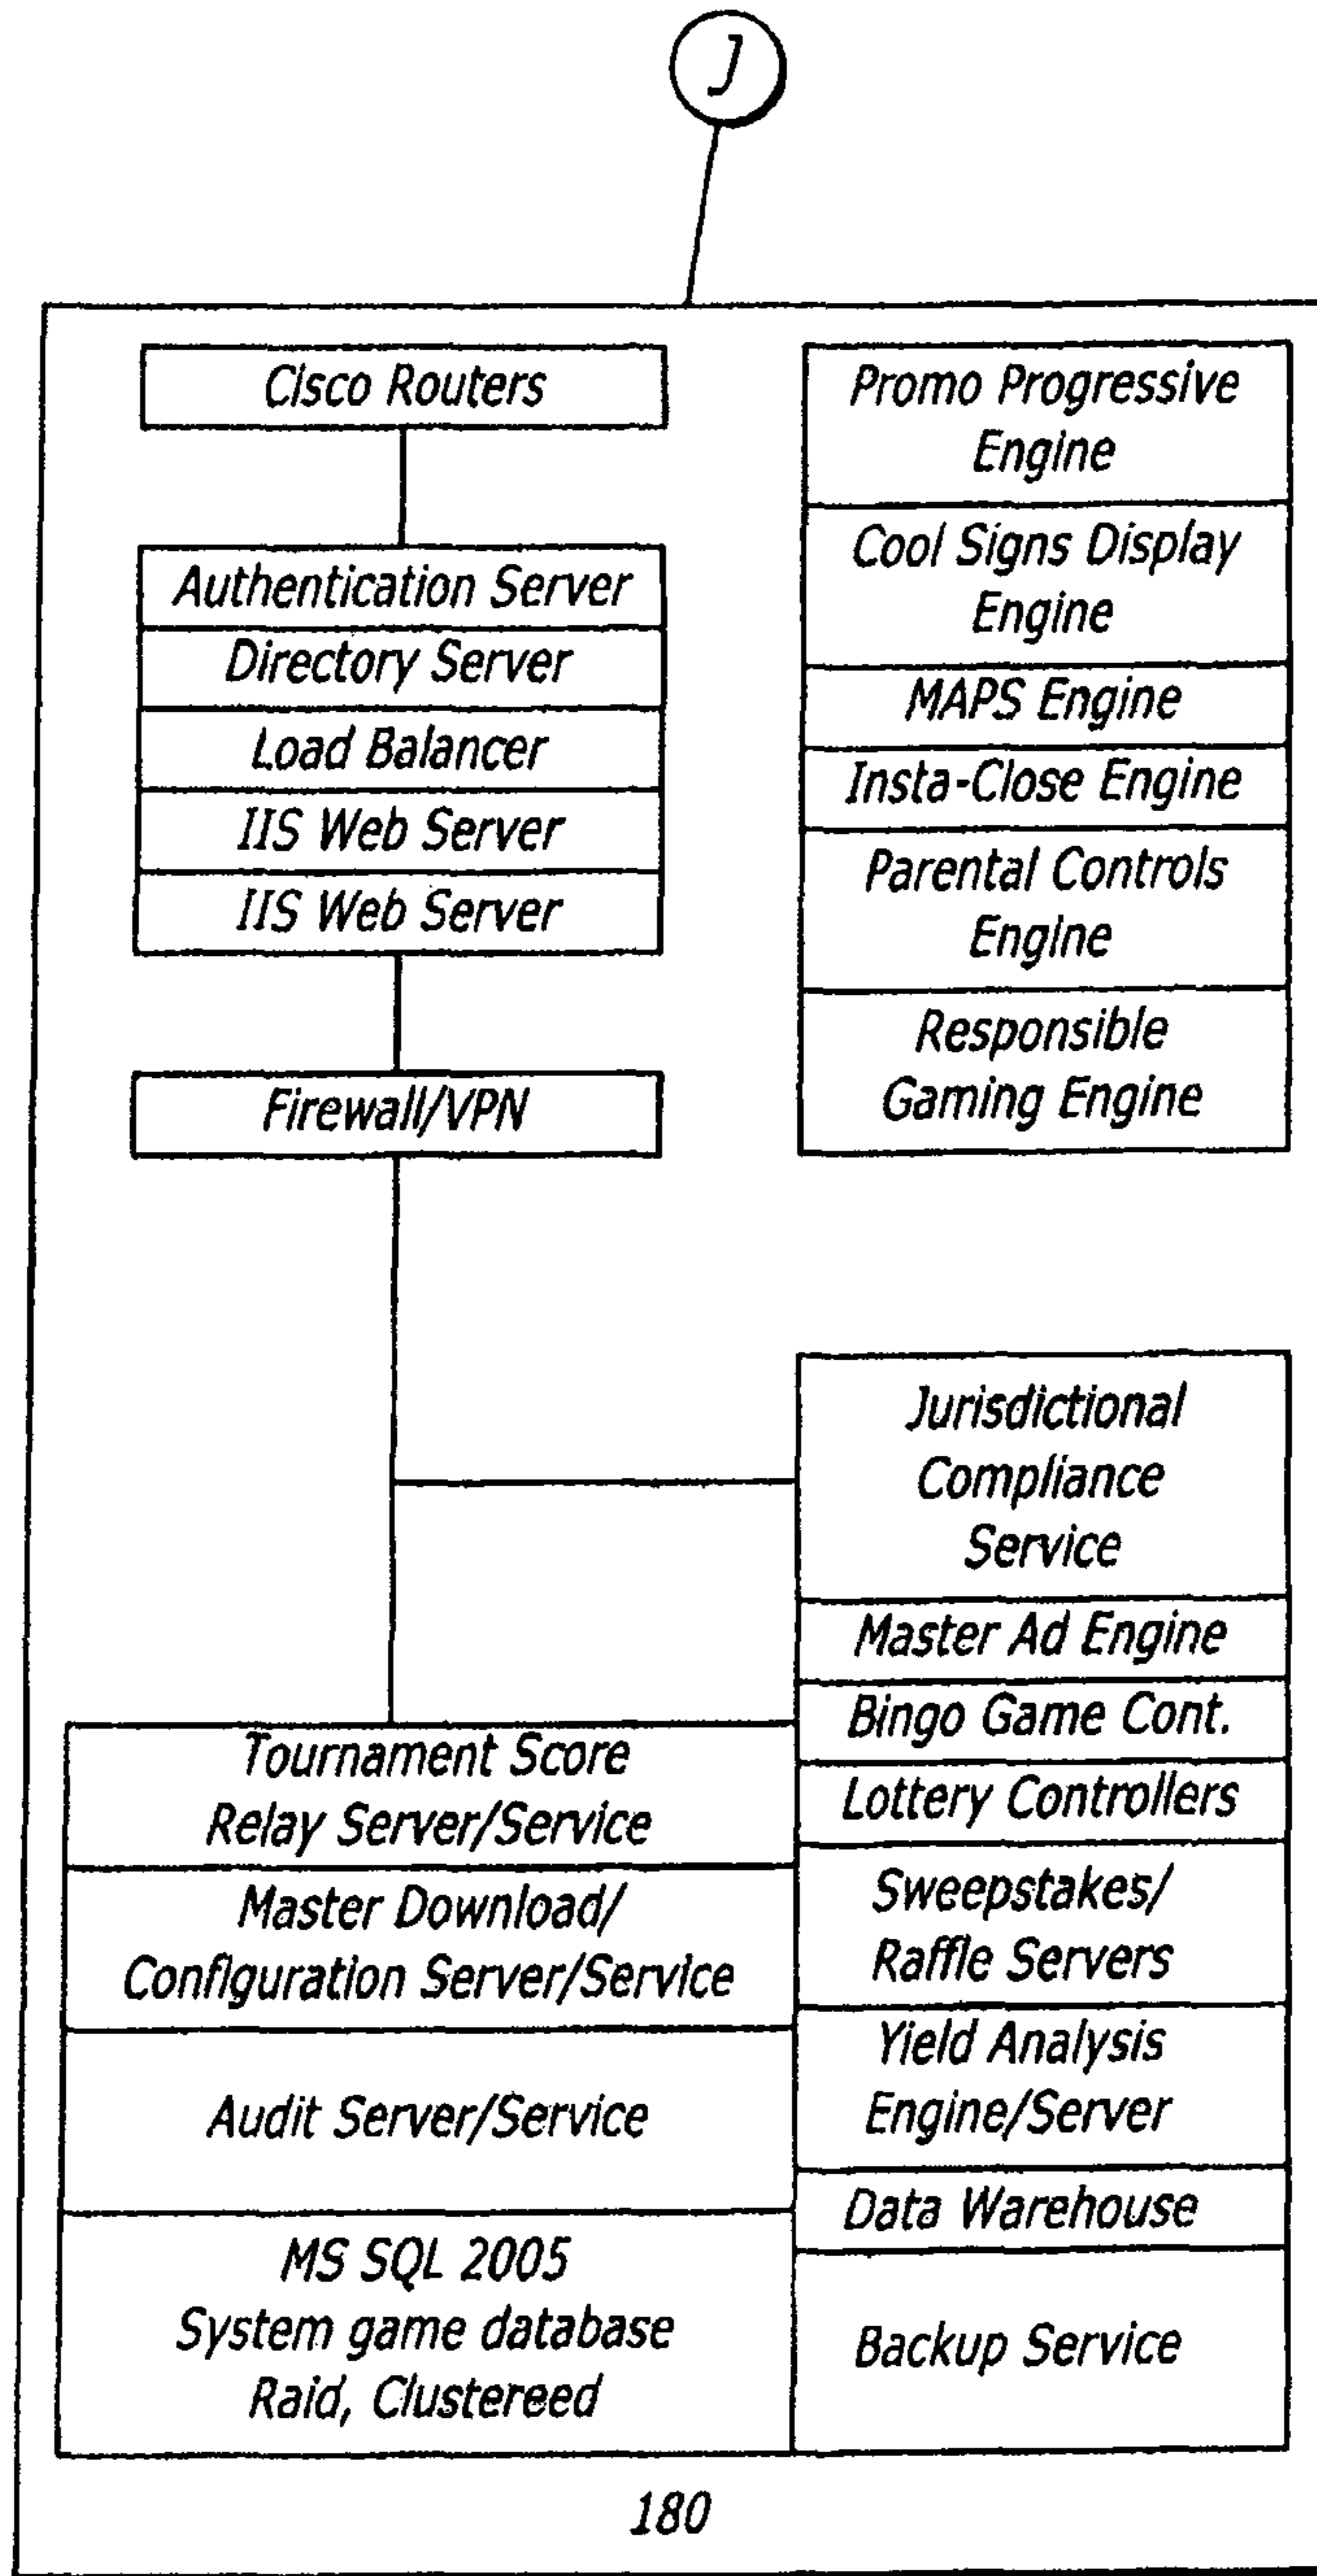 J
Cisco Routers
Authentication Server
Directory Server
Load Balancer
IIS Web Server
IIS Web Server
Firewall/VPN
Promo Progressive
Engine
Cool Signs Display
Engine
MAPS Engine
Insta-Close Engine
Parental Controls
Engine
Responsible
Gaming Engine
Jurisdictional
Compliance
Service
Master Ad Engine
Bingo Game Cont.
Lottery Controllers
Sweepstakes/
Raffle Servers
Yield Analysis
Engine/Server
Data Warehouse
Backup Service
Tournament Score
Relay Server/Service
Master Download/
Configuration Server/Service
Audit Server/Service
MS SQL 2005
System game database
Raid, Clustereed
180